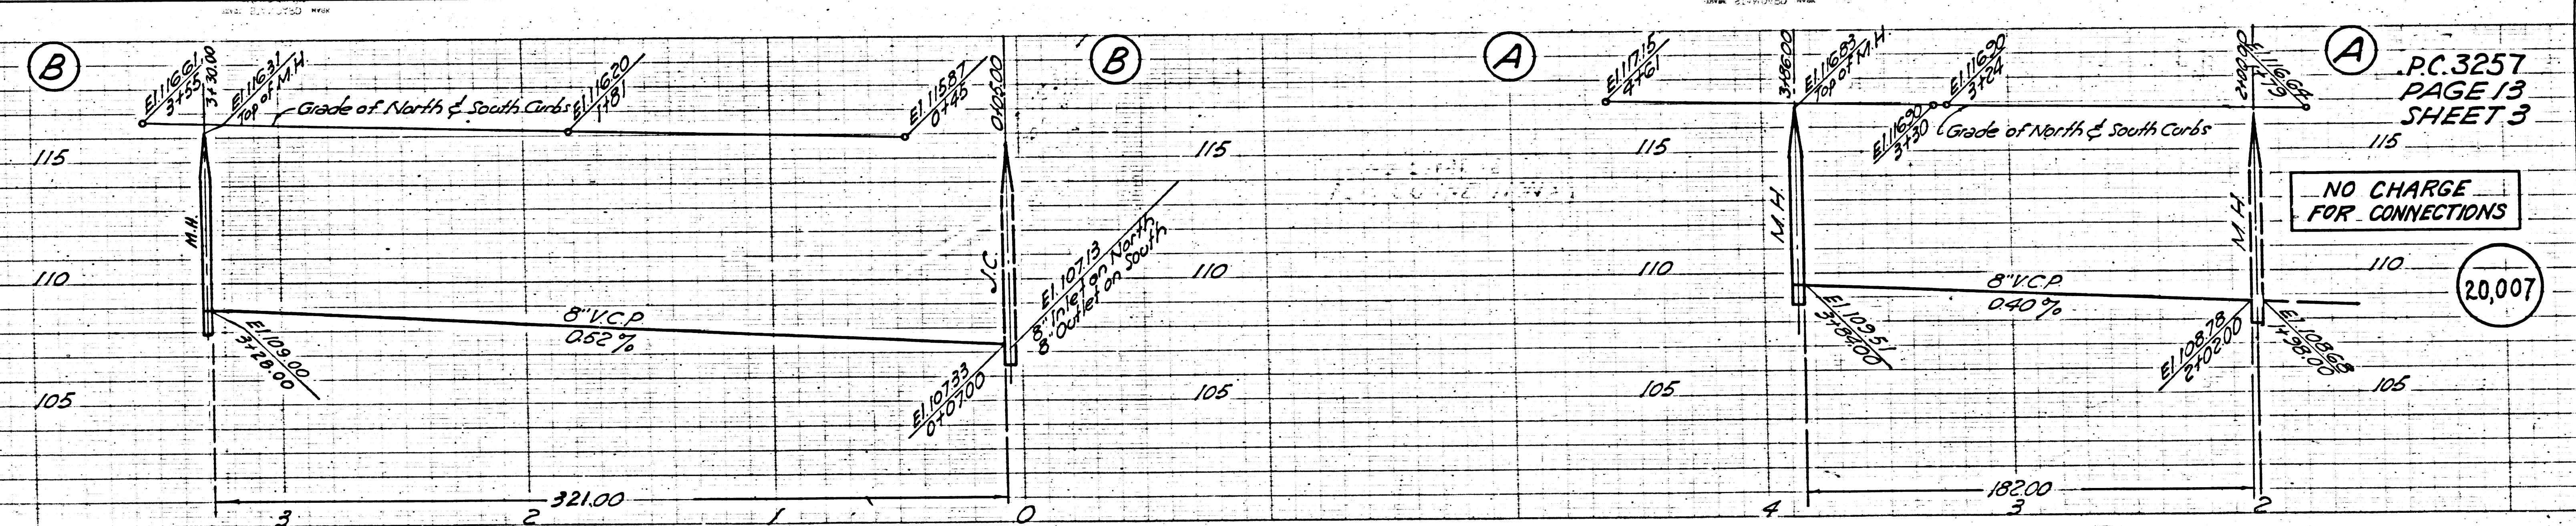 B
El. 116.61
3+55
3+30.00
El. 116.31
Top of M.H.
Grade of North & South Curbs
El. 116.20
1+81
El. 115.87
0+45
0+05.00
B
115
115
M.H.
110
110
J.C.
El. 107.13
8" Inlet on North
8" Outlet on South
8" V.C.P.
0.52%
El. 109.00
3+28.00
El. 107.33
0+07.00
105
105
321.00
3
2
1
0
A
El. 117.15
4+61
3+86.00
El. 116.83
Top of M.H.
El. 116.90
3+24
El. 116.90
3+30
Grade of North & South Curbs
2+00.00
El. 116.64
1+79
A
P.C. 3257
PAGE 13
SHEET 3
115
115
NO CHARGE
FOR CONNECTIONS
M.H.
M.H.
110
110
20,007
8" V.C.P.
0.40%
El. 109.51
3+84.00
El. 108.78
2+02.00
El. 108.68
1+98.00
105
105
182.00
4
3
2